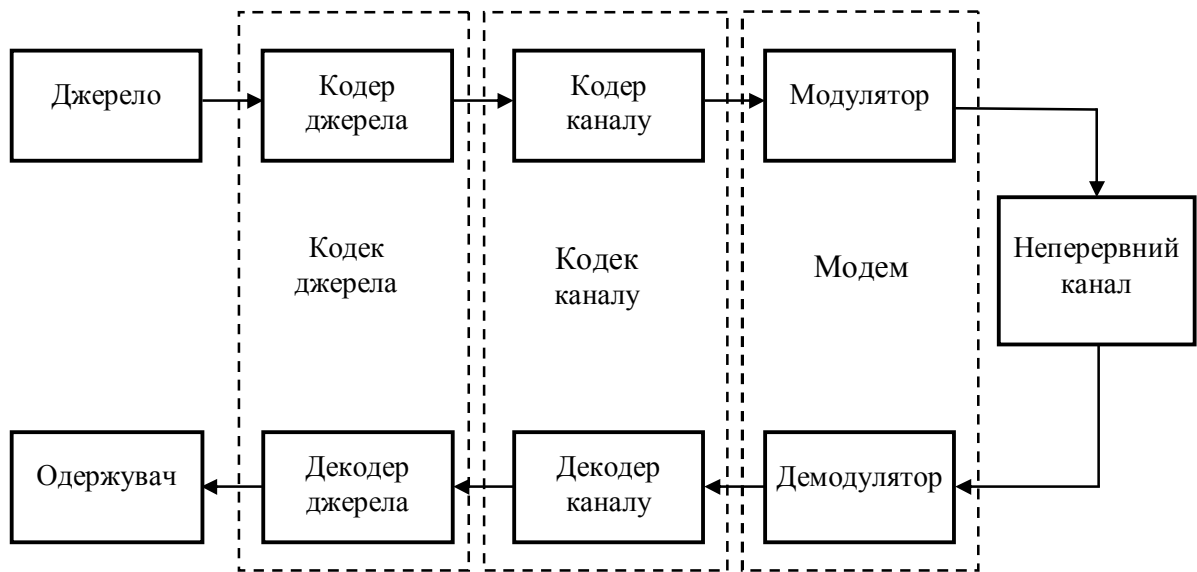 Джерело
Кодер
джерела
Кодер
каналу
Модулятор
Неперервний
канал
Кодек
джерела
Кодек
каналу
Модем
Одержувач
Декодер
джерела
Декодер
каналу
Демодулятор